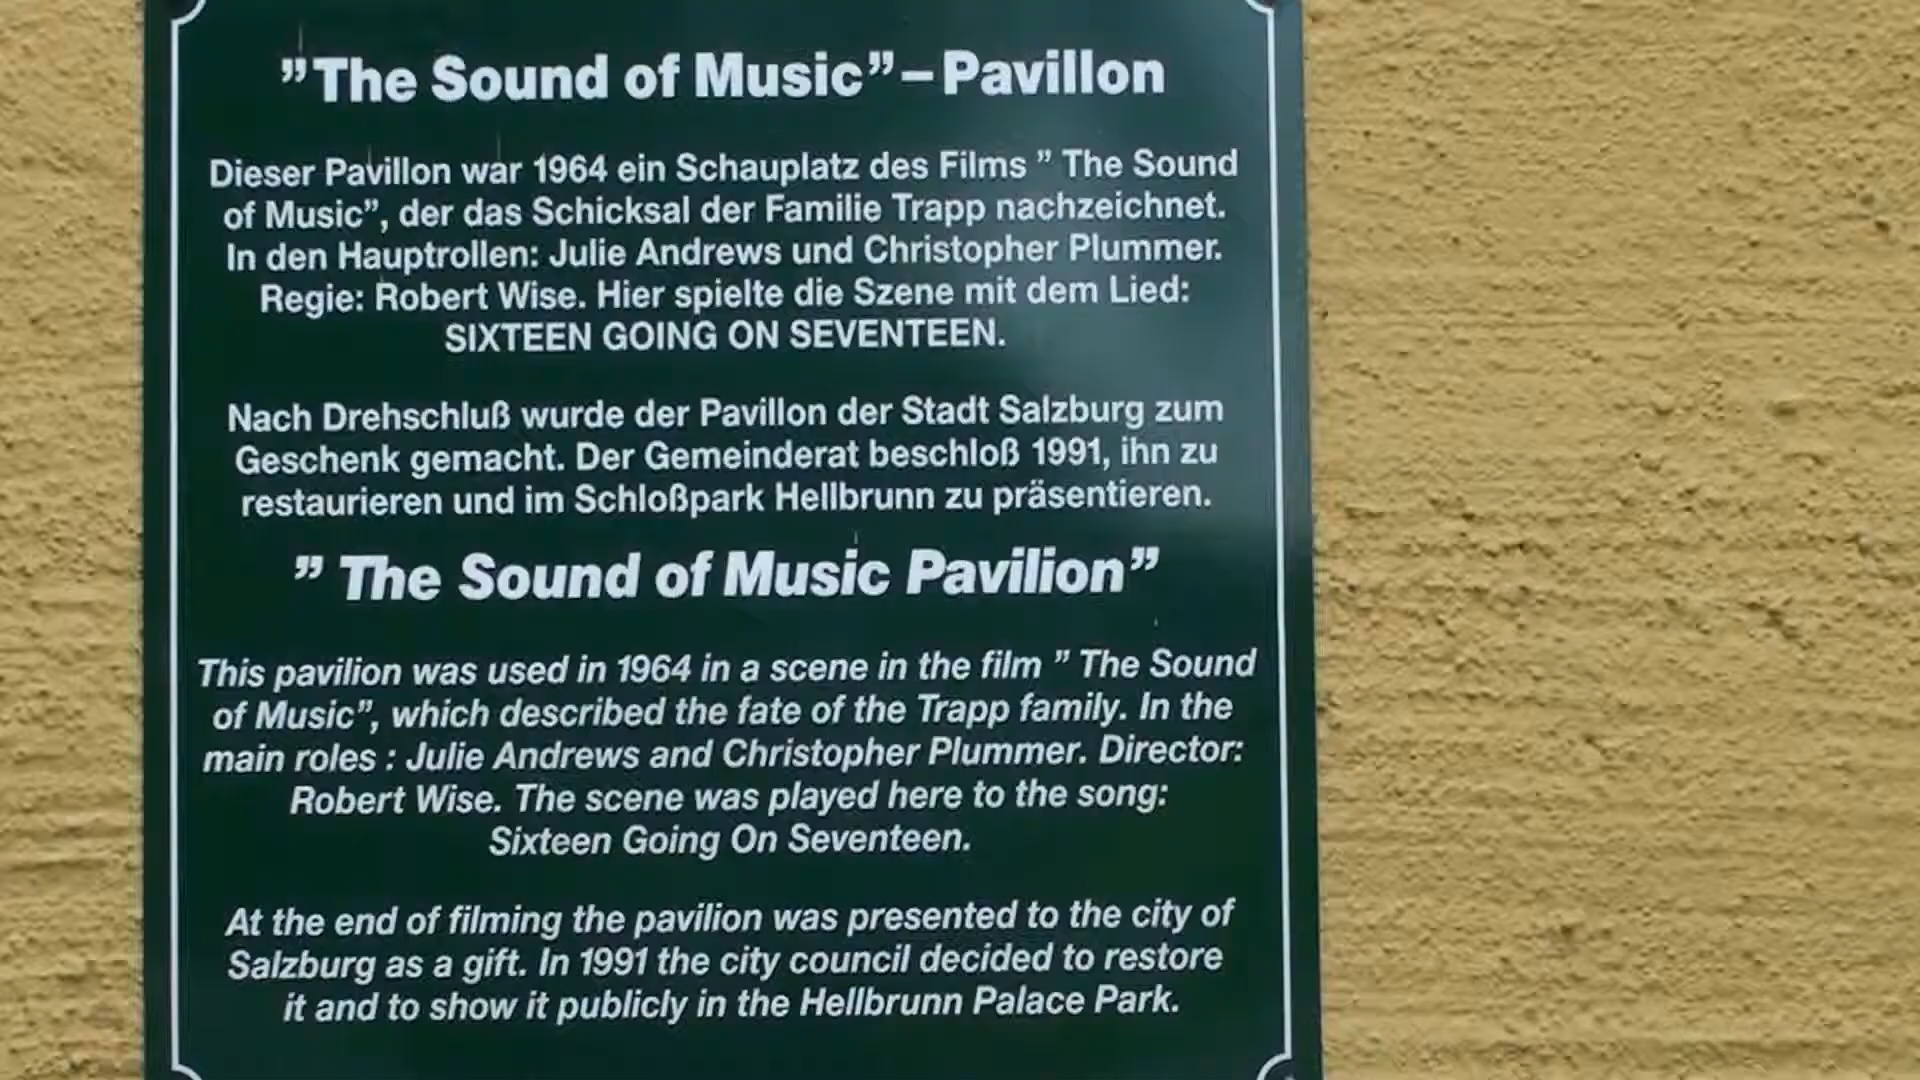 ”The Sound of Music”–Pavillon
Dieser Pavillon war 1964 ein Schauplatz des Films ” The Sound
of Music”, der das Schicksal der Familie Trapp nachzeichnet.
In den Hauptrollen: Julie Andrews und Christopher Plummer.
Regie: Robert Wise. Hier spielte die Szene mit dem Lied:
SIXTEEN GOING ON SEVENTEEN.
Nach Drehschluß wurde der Pavillon der Stadt Salzburg zum
Geschenk gemacht. Der Gemeinderat beschloß 1991, ihn zu
restaurieren und im Schloßpark Hellbrunn zu präsentieren.
” The Sound of Music Pavilion”
This pavilion was used in 1964 in a scene in the film ” The Sound
of Music”, which described the fate of the Trapp family. In the
main roles : Julie Andrews and Christopher Plummer. Director:
Robert Wise. The scene was played here to the song:
Sixteen Going On Seventeen.
At the end of filming the pavilion was presented to the city of
Salzburg as a gift. In 1991 the city council decided to restore
it and to show it publicly in the Hellbrunn Palace Park.